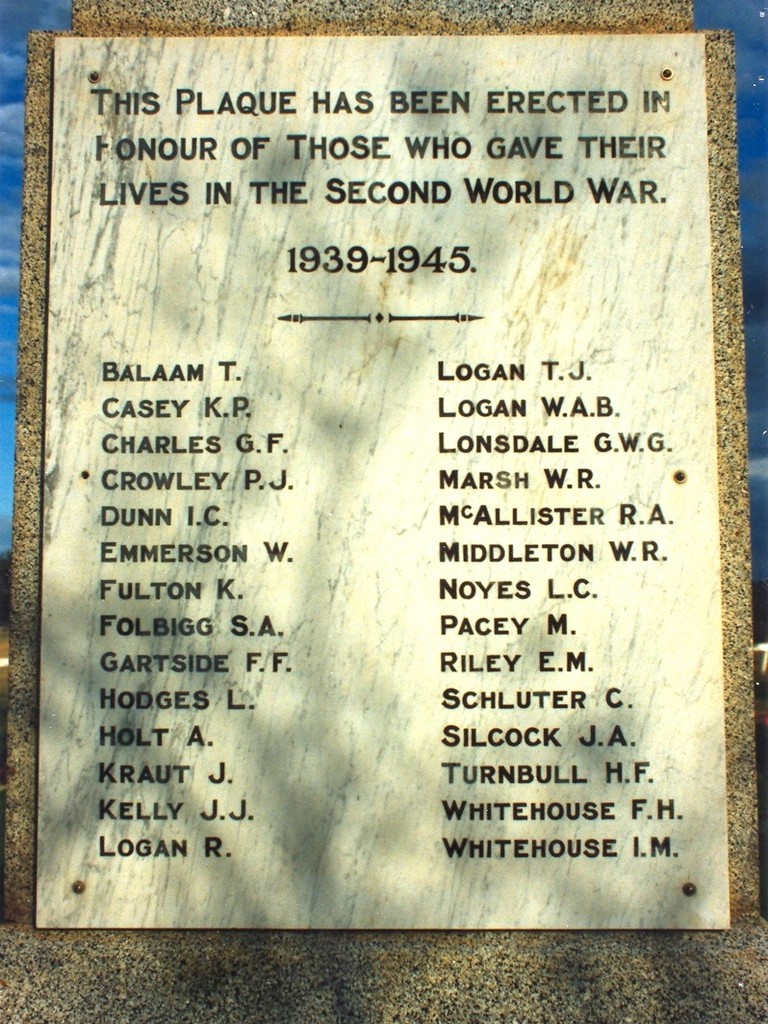 THIS PLAQUE HAS BEEN ERECTED IN
HONOUR OF THOSE WHO GAVE THEIR
LIVES IN THE SECOND WORLD WAR.
1939-1945.
BALAAM T.
CASEY K.P.
CHARLES G.F.
CROWLEY P.J.
DUNN I.C.
EMMERSON W.
FULTON K.
FOLBIGG S.A.
GARTSIDE F.F.
HODGES L.
HOLT A.
KRAUT J.
KELLY J.J.
LOGAN R.
LOGAN T.J.
LOGAN W.A.B.
LONSDALE G.W.G.
MARSH W.R.
McALLISTER R.A.
MIDDLETON W.R.
NOYES L.C.
PACEY M.
RILEY E.M.
SCHLUTER C.
SILCOCK J.A.
TURNBULL H.F.
WHITEHOUSE F.H.
WHITEHOUSE I.M.